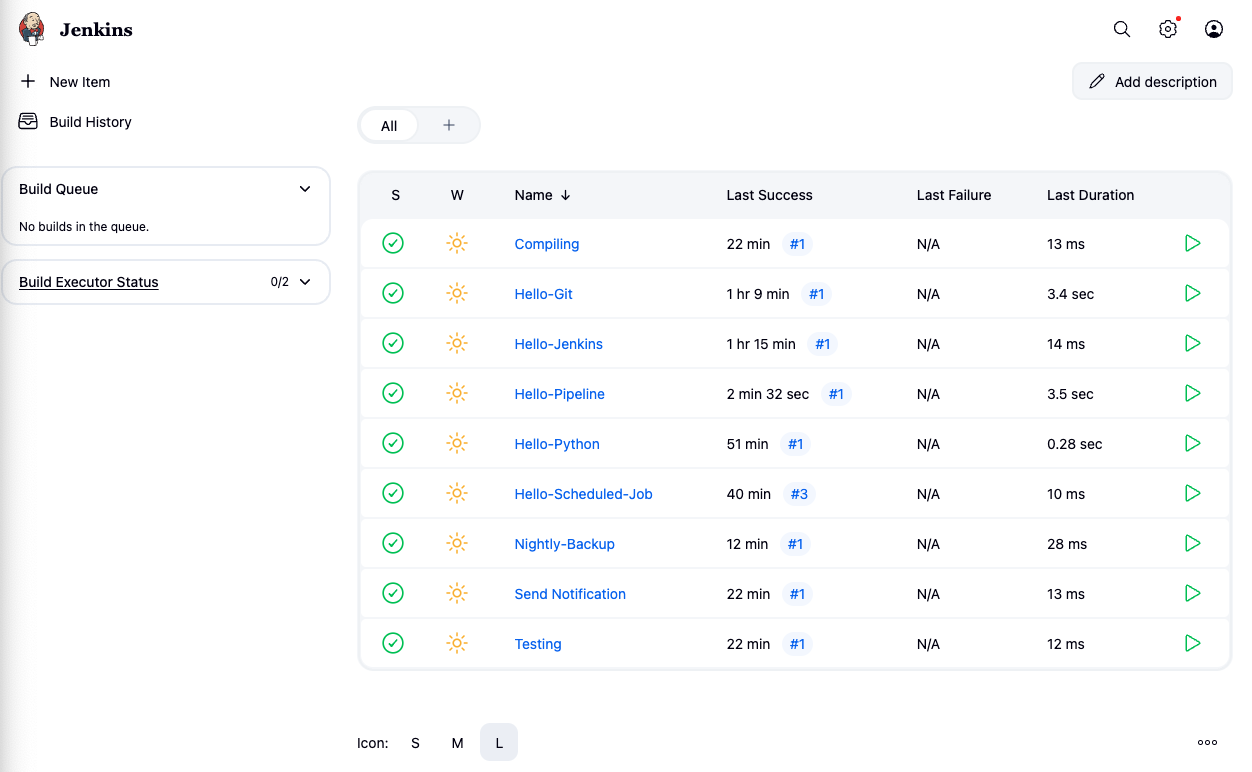 Jenkins
New Item
Add description
Build History
All +
Build Queue
No builds in the queue.
Build Executor Status 0/2
S W Name ↓ Last Success Last Failure Last Duration
Compiling 22 min #1 N/A 13 ms
Hello-Git 1 hr 9 min #1 N/A 3.4 sec
Hello-Jenkins 1 hr 15 min #1 N/A 14 ms
Hello-Pipeline 2 min 32 sec #1 N/A 3.5 sec
Hello-Python 51 min #1 N/A 0.28 sec
Hello-Scheduled-Job 40 min #3 N/A 10 ms
Nightly-Backup 12 min #1 N/A 28 ms
Send Notification 22 min #1 N/A 13 ms
Testing 22 min #1 N/A 12 ms
Icon: S M L